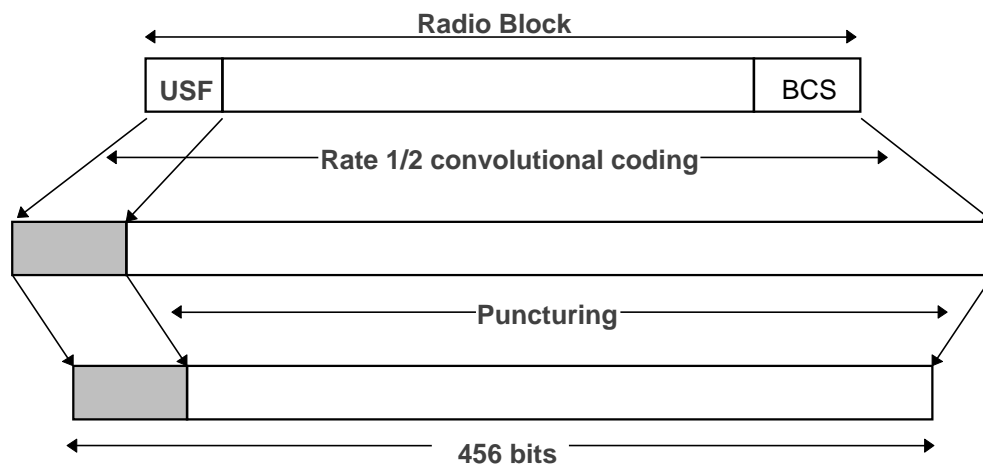 Radio Block
USF
BCS
Rate 1/2 convolutional coding
Puncturing
456 bits